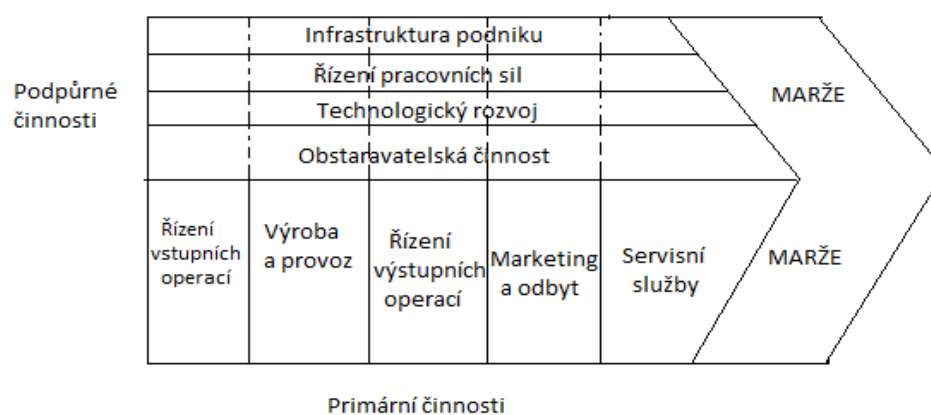 Infrastruktura podniku
Řízení pracovních sil
Technologický rozvoj
Obstaravatelská činnost
Podpůrné
činnosti
MARŽE
Řízení
vstupních
operací
Výroba
a provoz
Řízení
výstupních
operací
Marketing
a odbyt
Servisní
služby
MARŽE
Primární činnosti